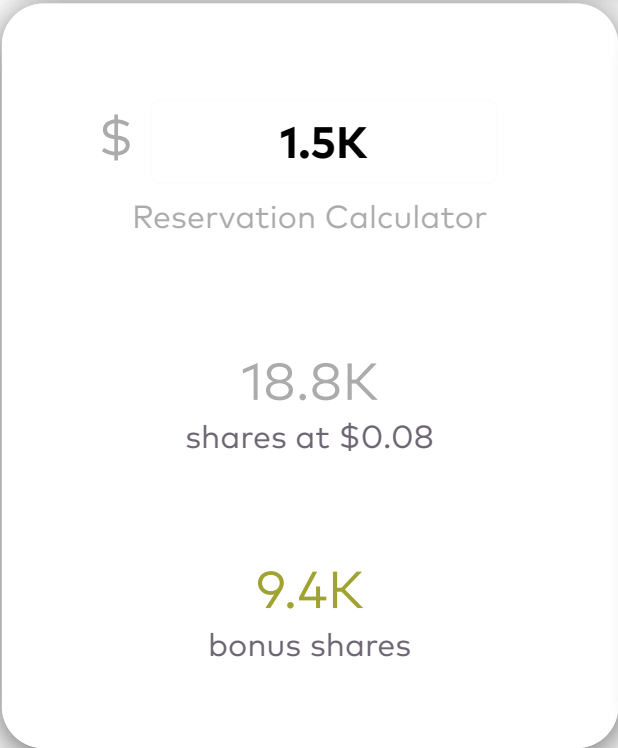 $ 1.5K
Reservation Calculator
18.8K
shares at $0.08
9.4K
bonus shares